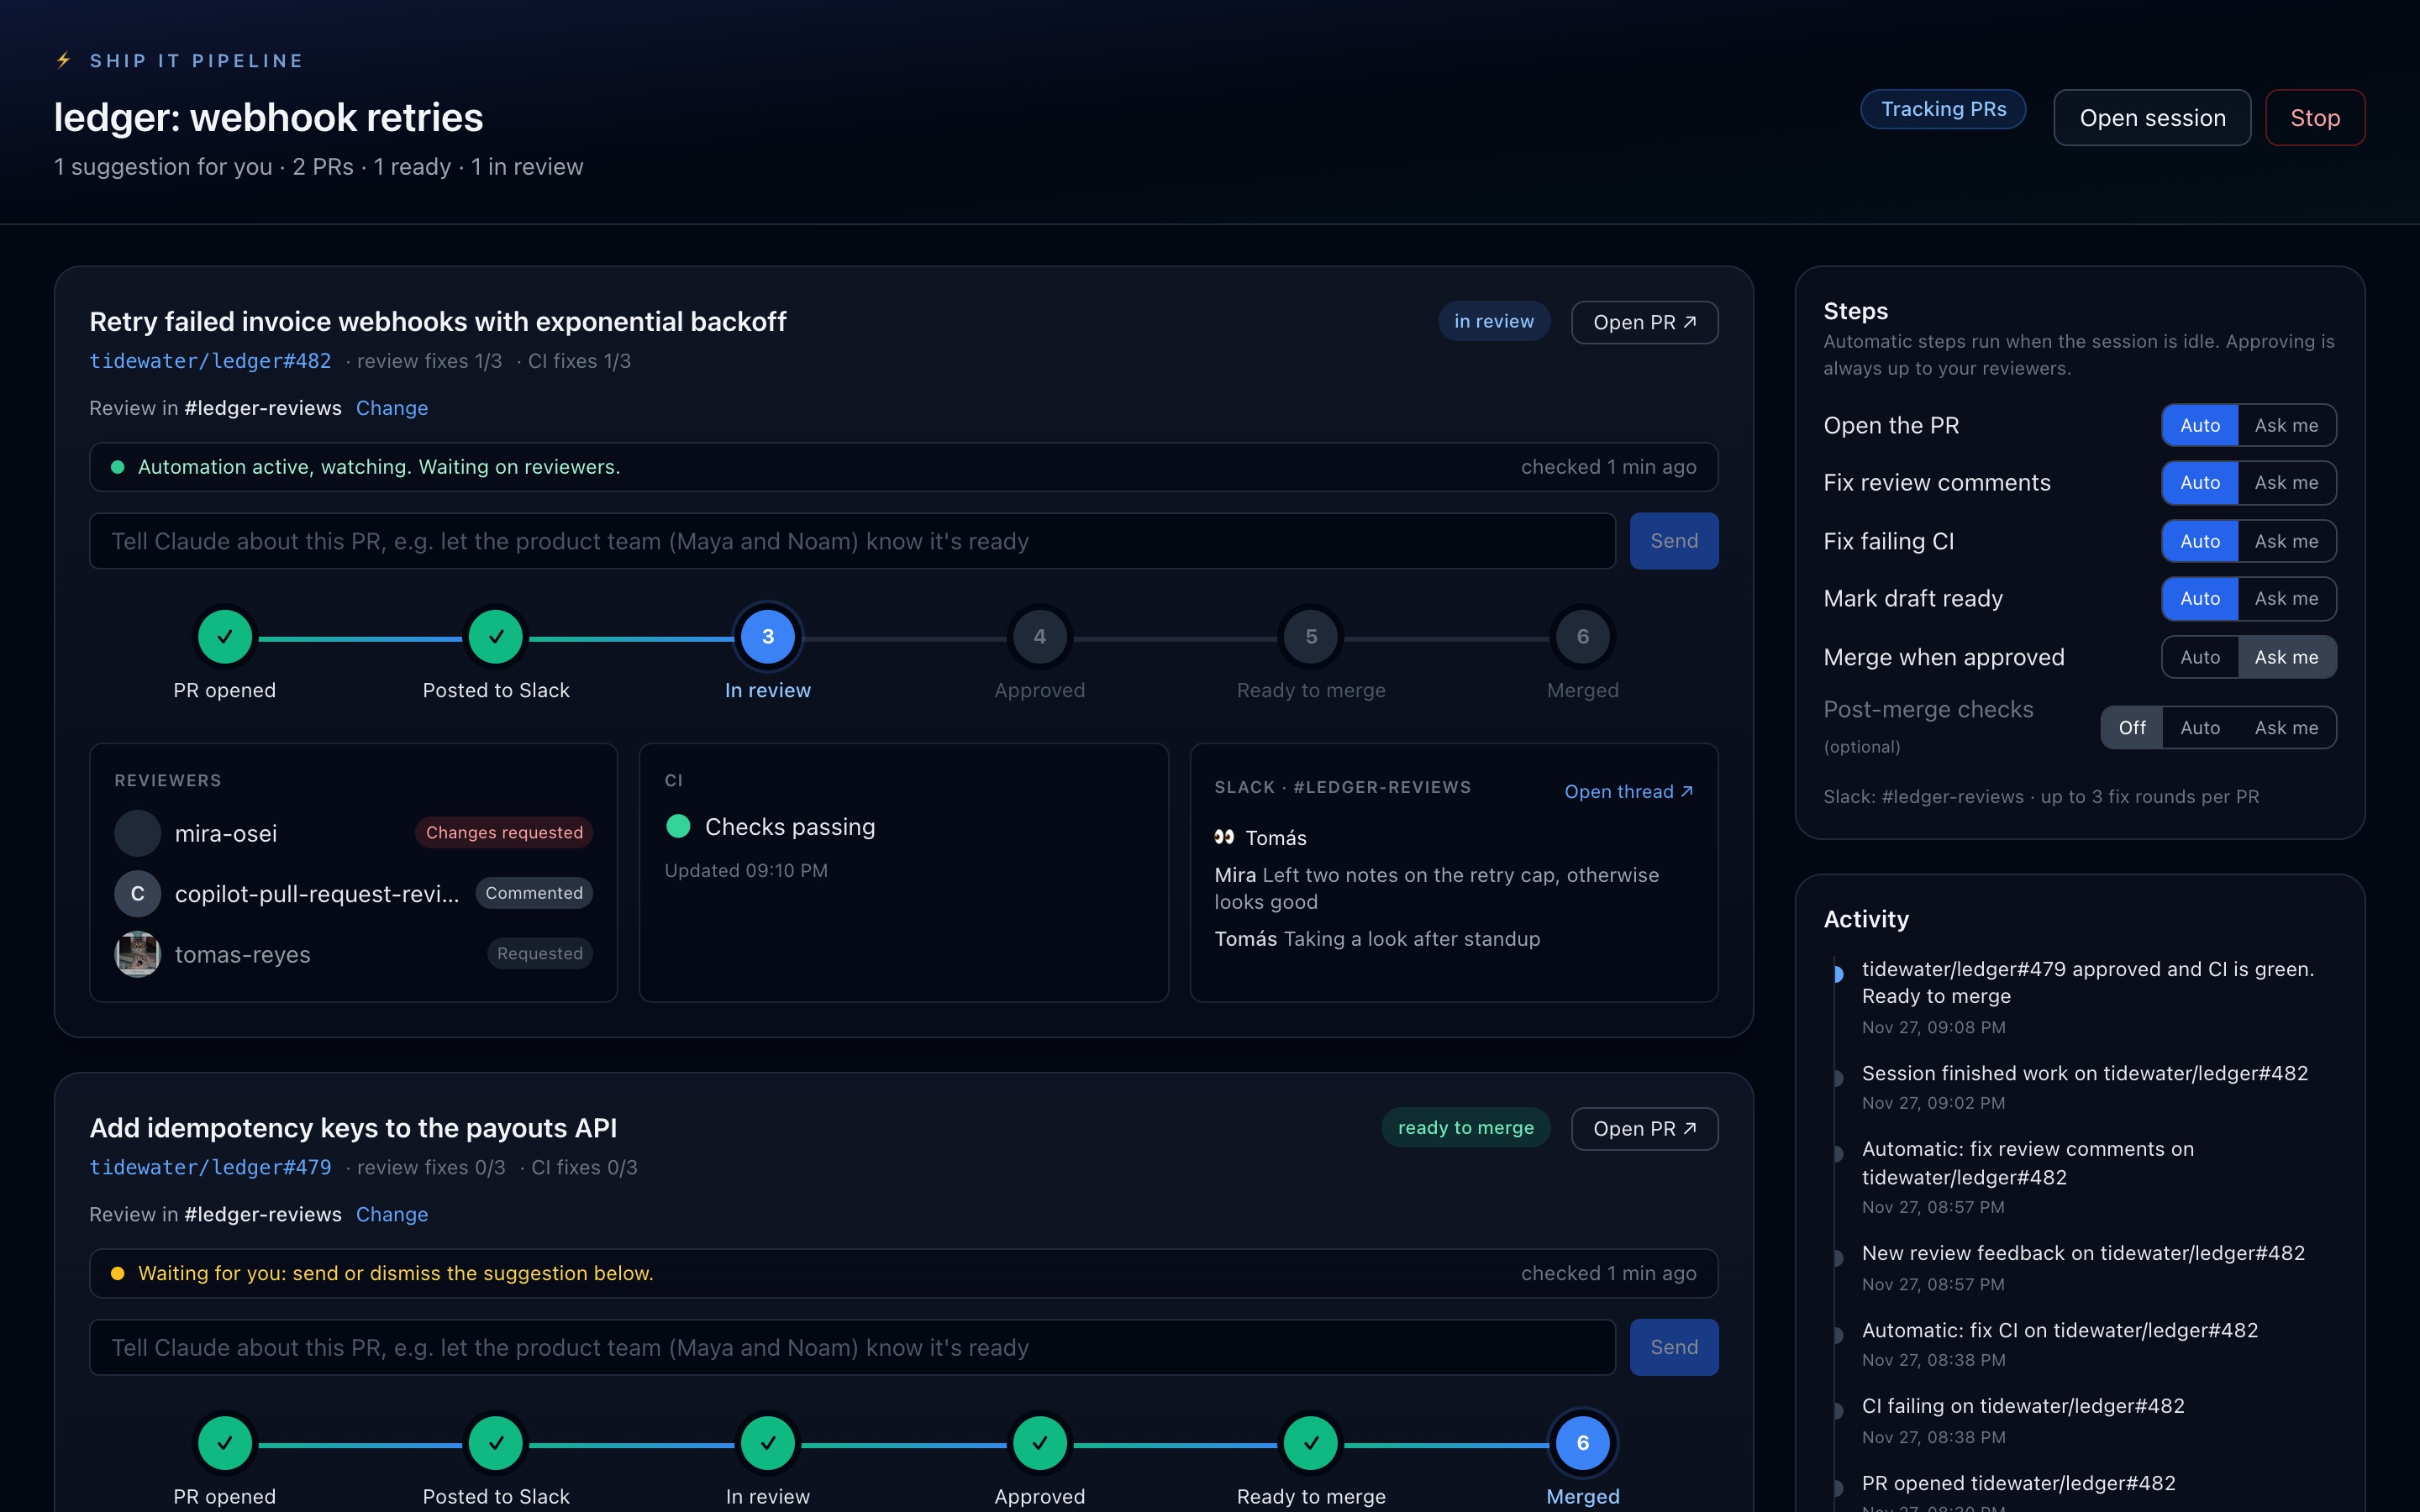 ⚡ SHIP IT PIPELINE
ledger: webhook retries
1 suggestion for you · 2 PRs · 1 ready · 1 in review
Tracking PRs
Open session
Stop
Retry failed invoice webhooks with exponential backoff
in review
Open PR ↗
tidewater/ledger#482 · review fixes 1/3 · CI fixes 1/3
Review in #ledger-reviews Change
Automation active, watching. Waiting on reviewers.
checked 1 min ago
Tell Claude about this PR, e.g. let the product team (Maya and Noam) know it's ready
Send
3
4
5
6
PR opened
Posted to Slack
In review
Approved
Ready to merge
Merged
REVIEWERS
mira-osei
Changes requested
C
copilot-pull-request-revi...
Commented
tomas-reyes
Requested
CI
Checks passing
Updated 09:10 PM
SLACK · #LEDGER-REVIEWS
Open thread ↗
👀 Tomás
Mira Left two notes on the retry cap, otherwise
looks good
Tomás Taking a look after standup
Add idempotency keys to the payouts API
ready to merge
Open PR ↗
tidewater/ledger#479 · review fixes 0/3 · CI fixes 0/3
Review in #ledger-reviews Change
Waiting for you: send or dismiss the suggestion below.
checked 1 min ago
Tell Claude about this PR, e.g. let the product team (Maya and Noam) know it's ready
Send
6
PR opened
Posted to Slack
In review
Approved
Ready to merge
Merged
Steps
Automatic steps run when the session is idle. Approving is
always up to your reviewers.
Open the PR
Auto
Ask me
Fix review comments
Auto
Ask me
Fix failing CI
Auto
Ask me
Mark draft ready
Auto
Ask me
Merge when approved
Auto
Ask me
Post-merge checks
(optional)
Off
Auto
Ask me
Slack: #ledger-reviews · up to 3 fix rounds per PR
Activity
tidewater/ledger#479 approved and CI is green.
Ready to merge
Nov 27, 09:08 PM
Session finished work on tidewater/ledger#482
Nov 27, 09:02 PM
Automatic: fix review comments on
tidewater/ledger#482
Nov 27, 08:57 PM
New review feedback on tidewater/ledger#482
Nov 27, 08:57 PM
Automatic: fix CI on tidewater/ledger#482
Nov 27, 08:38 PM
CI failing on tidewater/ledger#482
Nov 27, 08:38 PM
PR opened tidewater/ledger#482